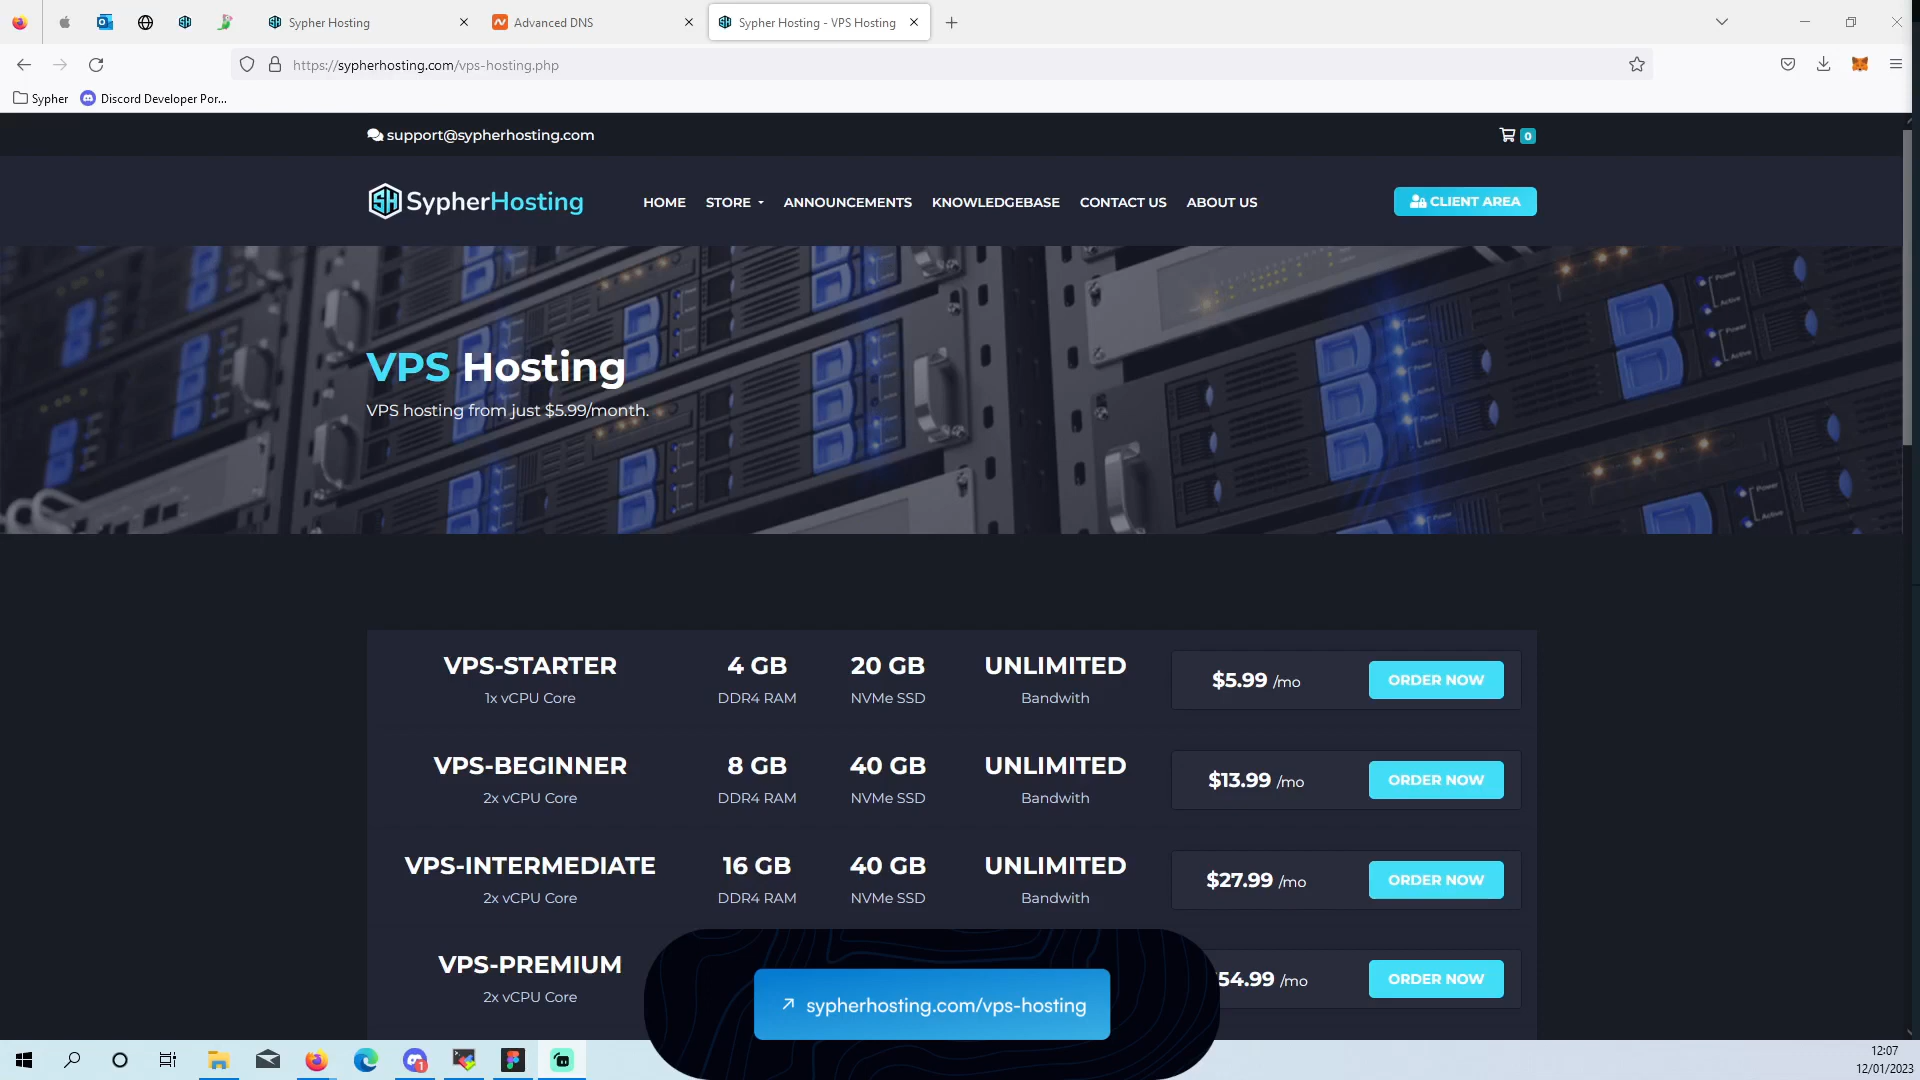 Sypher Hosting
Advanced DNS
Sypher Hosting - VPS Hosting
https://sypherhosting.com/vps-hosting.php
Sypher
Discord Developer Por...
support@sypherhosting.com
0
SH SypherHosting
HOME
STORE
ANNOUNCEMENTS
KNOWLEDGEBASE
CONTACT US
ABOUT US
CLIENT AREA
VPS Hosting
VPS hosting from just $5.99/month.
VPS-STARTER
1x vCPU Core
4 GB
DDR4 RAM
20 GB
NVMe SSD
UNLIMITED
Bandwith
$5.99 /mo
ORDER NOW
VPS-BEGINNER
2x vCPU Core
8 GB
DDR4 RAM
40 GB
NVMe SSD
UNLIMITED
Bandwith
$13.99 /mo
ORDER NOW
VPS-INTERMEDIATE
2x vCPU Core
16 GB
DDR4 RAM
40 GB
NVMe SSD
UNLIMITED
Bandwith
$27.99 /mo
ORDER NOW
VPS-PREMIUM
2x vCPU Core
54.99 /mo
ORDER NOW
sypherhosting.com/vps-hosting
1
12:07
12/01/2023